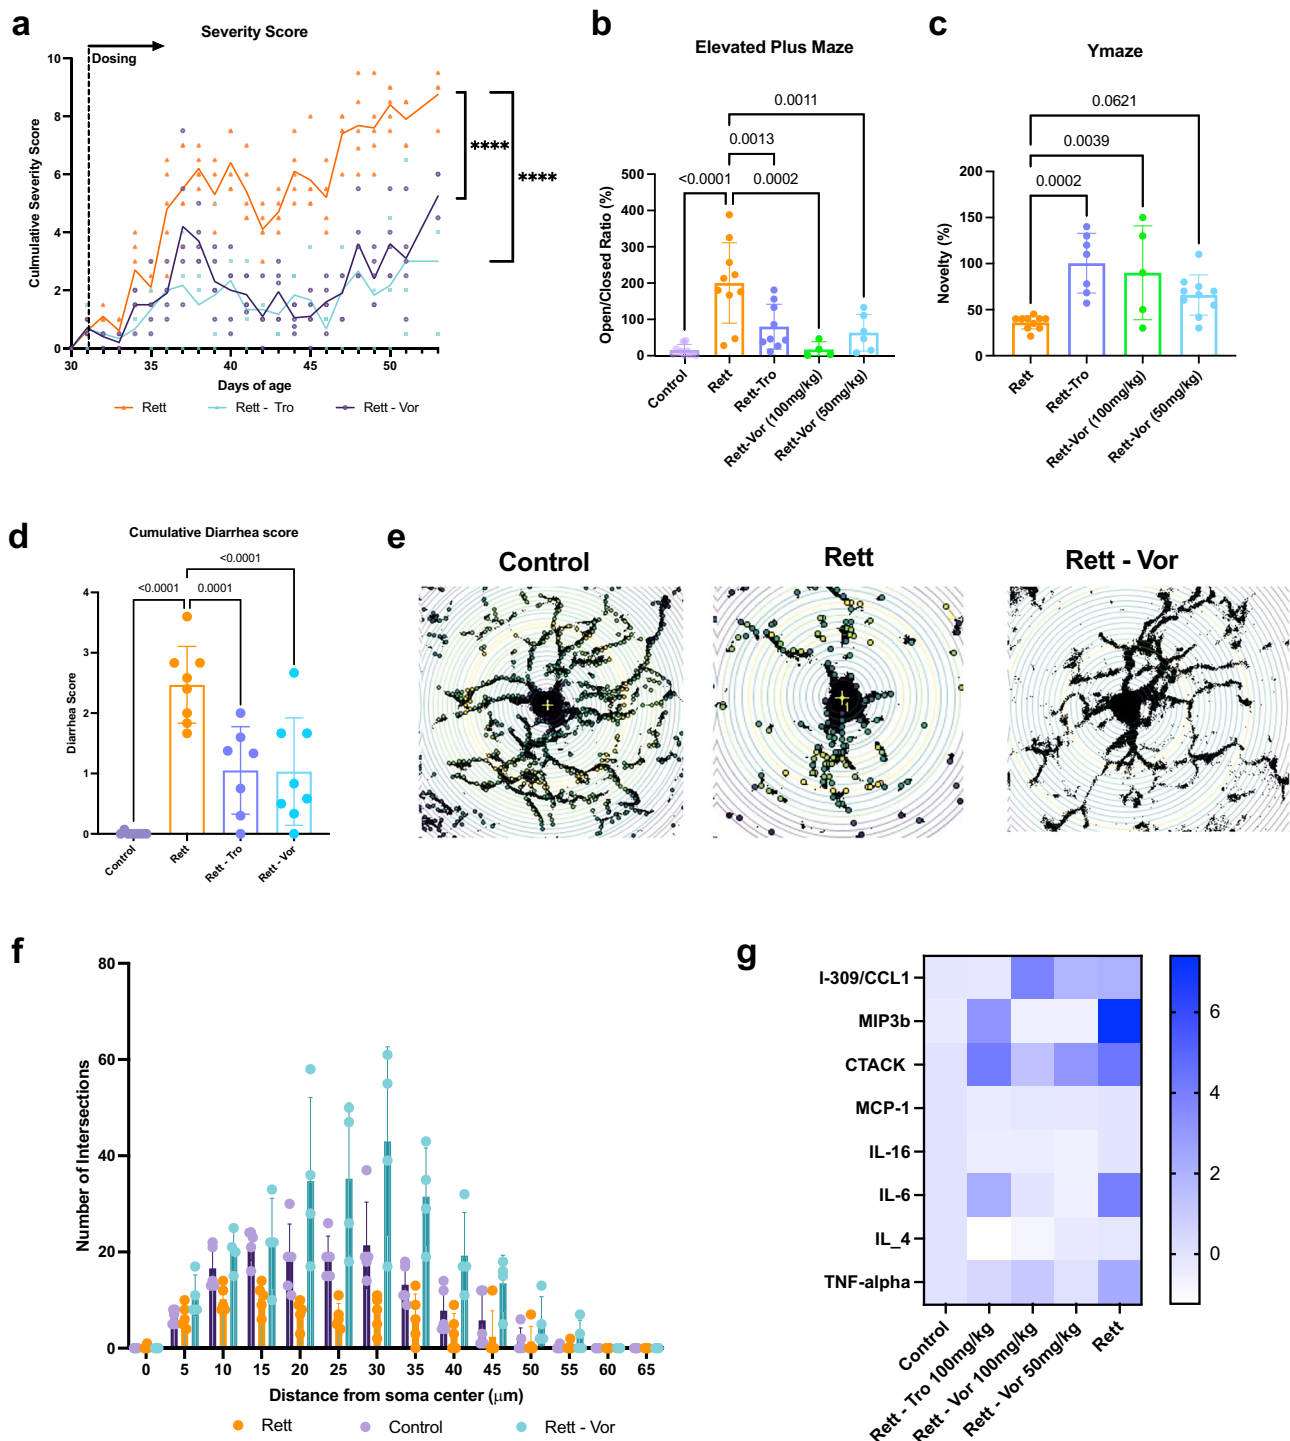 a
Severity Score
Dosing
Culmulative Severity Score
10
8
6
4
2
0
30
35
40
45
50
Days of age
****
****
Rett
Rett - Tro
Rett - Vor
b
Elevated Plus Maze
0.0011
0.0013
<0.0001
0.0002
Open/Closed Ratio (%)
500
400
300
200
100
0
Control
Rett
Rett-Tro
Rett-Vor (100mg/kg)
Rett-Vor (50mg/kg)
c
Ymaze
0.0621
0.0039
0.0002
Novelty (%)
200
150
100
50
0
Rett
Rett-Tro
Rett-Vor (100mg/kg)
Rett-Vor (50mg/kg)
d
Cumulative Diarrhea score
<0.0001
<0.0001
0.0001
Diarrhea Score
4
3
2
1
0
Control
Rett
Rett - Tro
Rett - Vor
e
Control
Rett
Rett - Vor
f
Number of Intersections
80
60
40
20
0
0
5
10
15
20
25
30
35
40
45
50
55
60
65
Distance from soma center (μm)
Rett
Control
Rett - Vor
g
I-309/CCL1
MIP3b
CTACK
MCP-1
IL-16
IL-6
IL_4
TNF-alpha
Control
Rett - Tro 100mg/kg
Rett - Vor 100mg/kg
Rett - Vor 50mg/kg
Rett
6
4
2
0